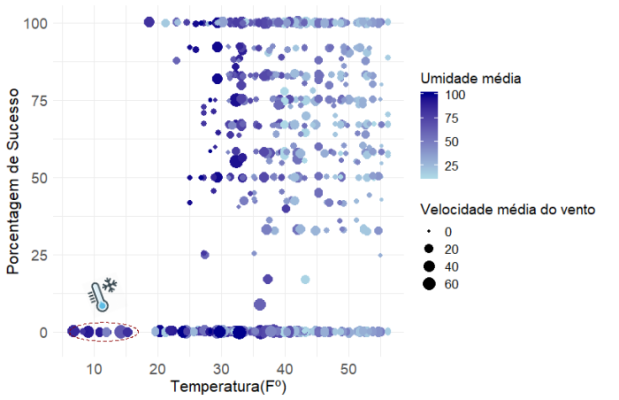 100
75
50
25
0
Porcentagem de Sucesso
10 20 30 40 50
Temperatura(Fº)
Umidade média
100
75
50
25
Velocidade média do vento
0
20
40
60